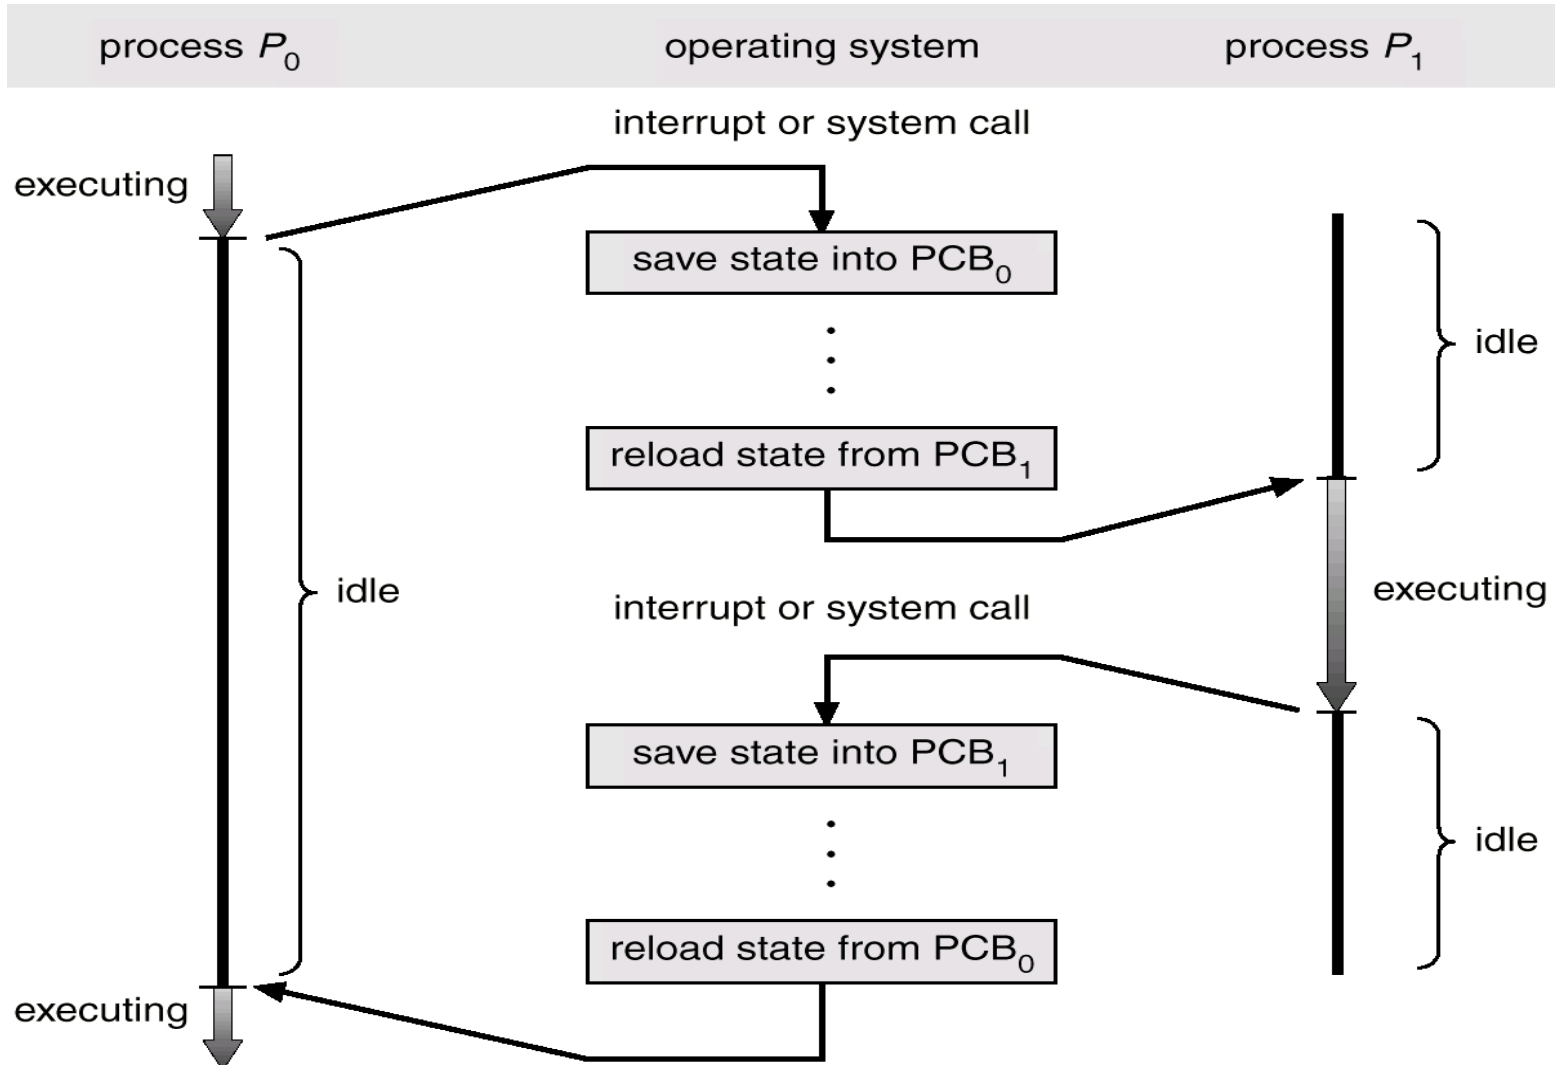 process P0
operating system
process P1
interrupt or system call
executing
save state into PCB0
idle
reload state from PCB1
idle
interrupt or system call
executing
save state into PCB1
idle
reload state from PCB0
executing